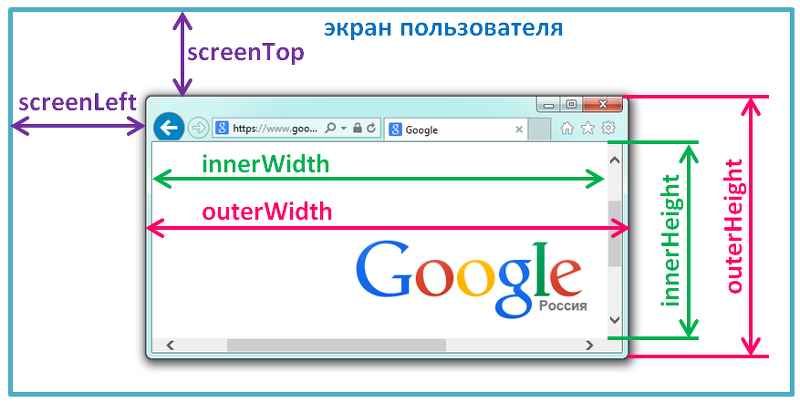 экран пользователя
screenTop
screenLeft
https://www.goo...
Google
innerWidth
outerWidth
innerHeight
outerHeight
Google
Россия